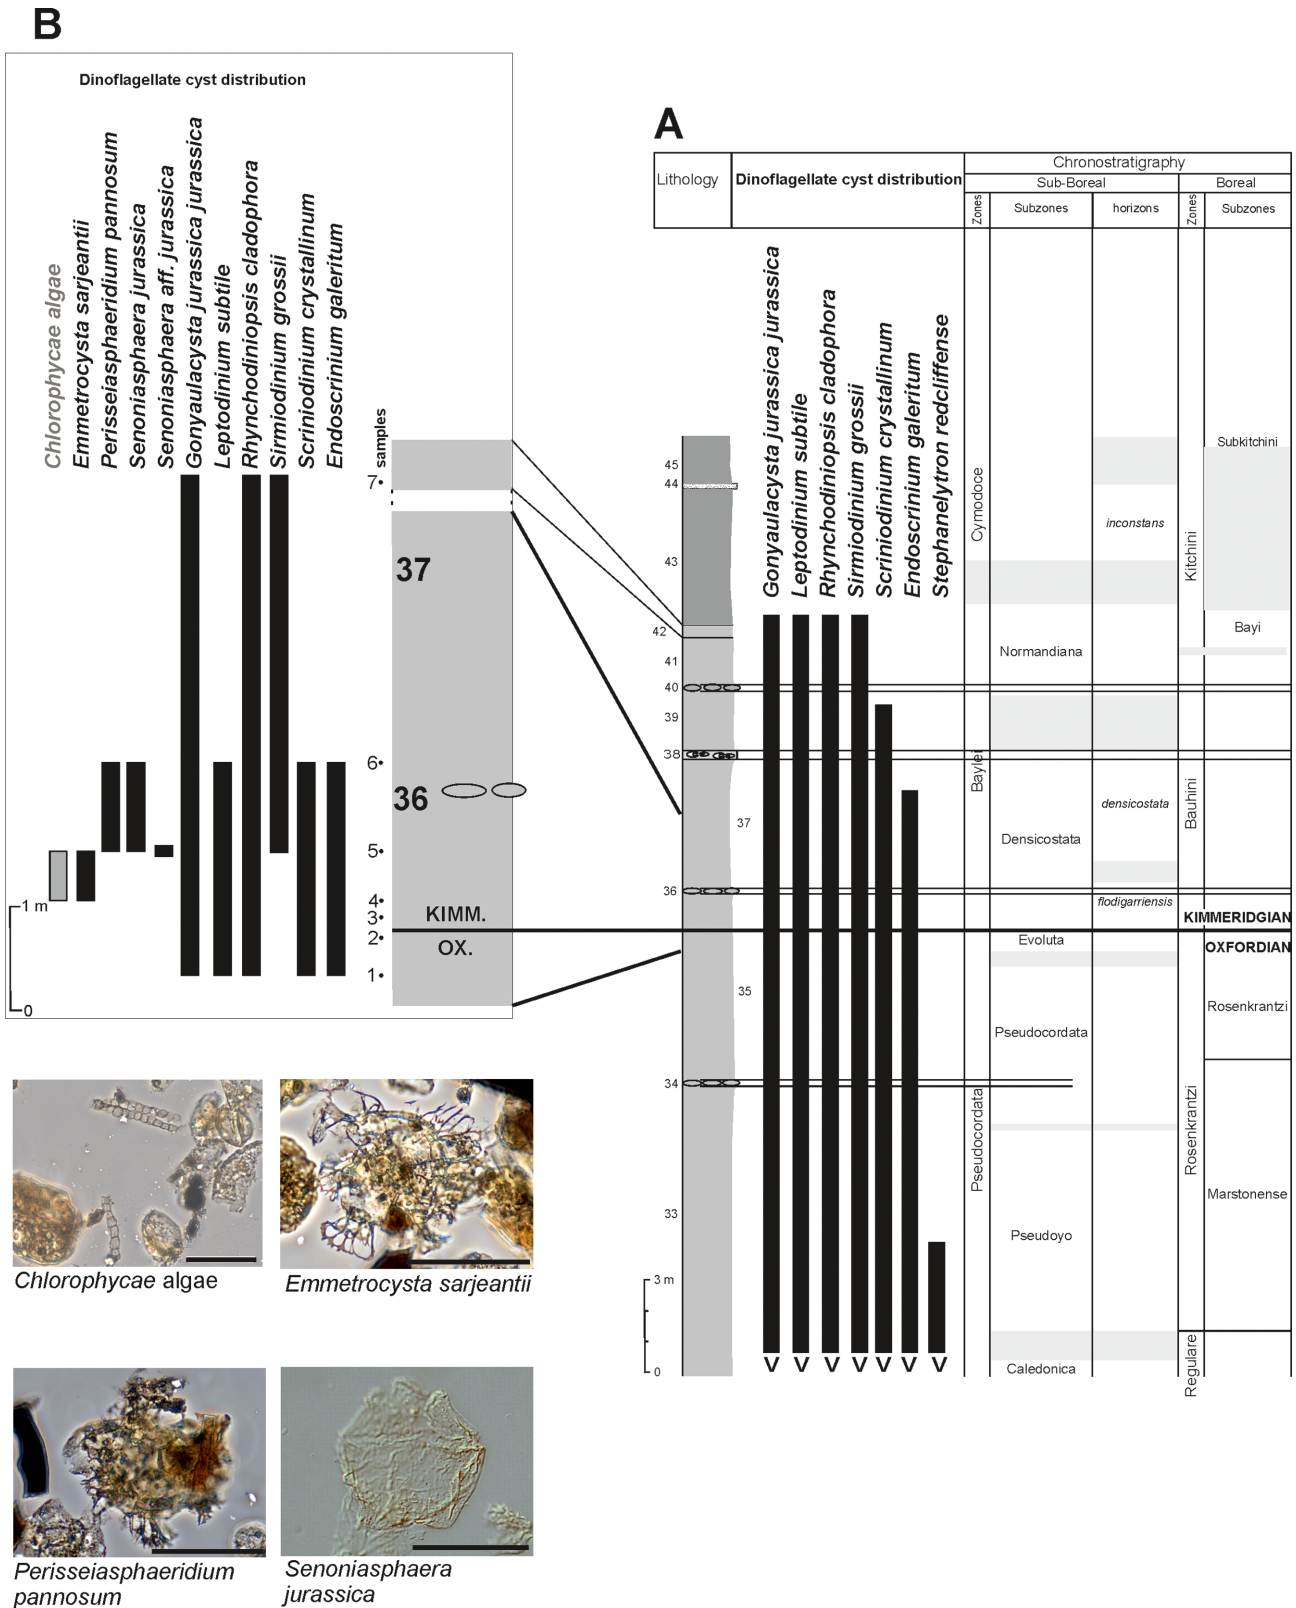 B
Dinoflagellate cyst distribution
Chlorophycae algae
Emmetrocysta sarjeantii
Perisseiasphaeridium pannosum
Senoniasphaera jurassica
Senoniasphaera aff. jurassica
Gonyaulacysta jurassica jurassica
Leptodinium subtile
Rhynchodiniopsis cladophora
Sirmiodinium grossii
Scriniodinium crystallinum
Endoscrinium galeritum
samples
7
37
6
36
5
4
1 m
3
KIMM.
2
OX.
1
0
A
Lithology
Dinoflagellate cyst distribution
Chronostratigraphy
Sub-Boreal
Boreal
Zones
Subzones
horizons
Zones
Subzones
Gonyaulacysta jurassica jurassica
Leptodinium subtile
Rhynchodiniopsis cladophora
Sirmiodinium grossii
Scriniodinium crystallinum
Endoscrinium galeritum
Stephanelytron redcliffense
45
44
43
42
41
40
39
38
37
36
35
34
33
3 m
0
V V V V V V V
Cymodoce
Baylei
Pseudocordata
Normandiana
Densicostata
Evoluta
Pseudocordata
Pseudoyo
Caledonica
inconstans
densicostata
flodigarriensis
Kitchini
Bauhini
Rosenkrantzi
Regulare
Subkitchini
Bayi
KIMMERIDGIAN
OXFORDIAN
Rosenkrantzi
Marstonense
Chlorophycae algae
Emmetrocysta sarjeantii
Perisseiasphaeridium
pannosum
Senoniasphaera
jurassica